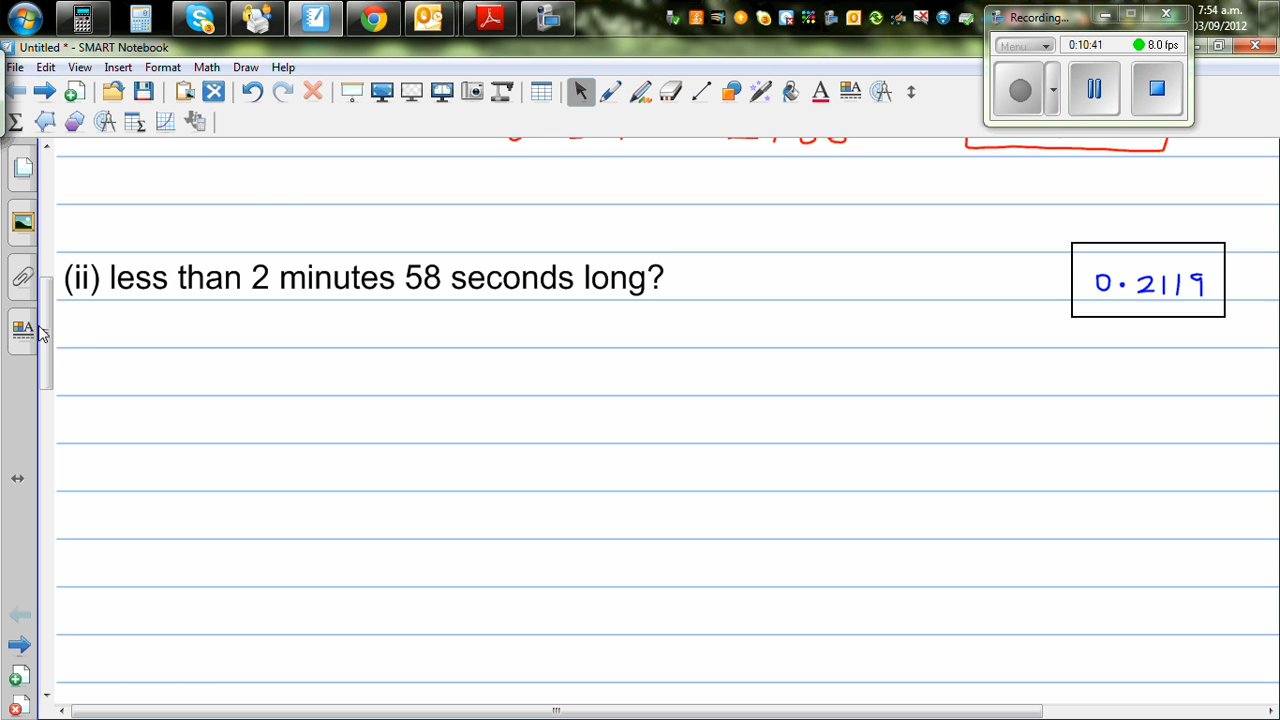 7:54 a.m.
03/09/2012
Recording...
Menu
0:10:41
8.0 fps
Untitled * - SMART Notebook
File Edit View Insert Format Math Draw Help
(ii) less than 2 minutes 58 seconds long?
0.2119